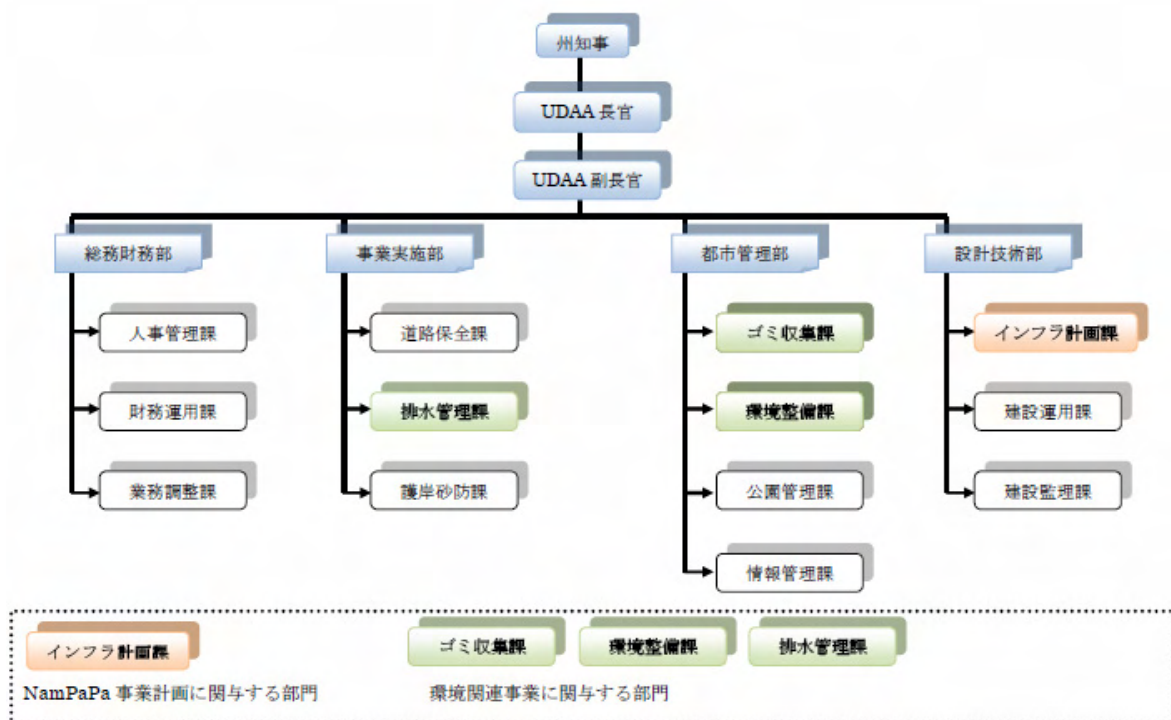 州知事
UDAA 長官
UDAA 副長官
総務財務部
事業実施部
都市管理部
設計技術部
人事管理課
道路保全課
ゴミ収集課
インフラ計画課
財務運用課
排水管理課
環境整備課
建設運用課
業務調整課
護岸砂防課
公園管理課
建設監理課
情報管理課
インフラ計画課
ゴミ収集課
環境整備課
排水管理課
NamPaPa 事業計画に関与する部門
環境関連事業に関与する部門